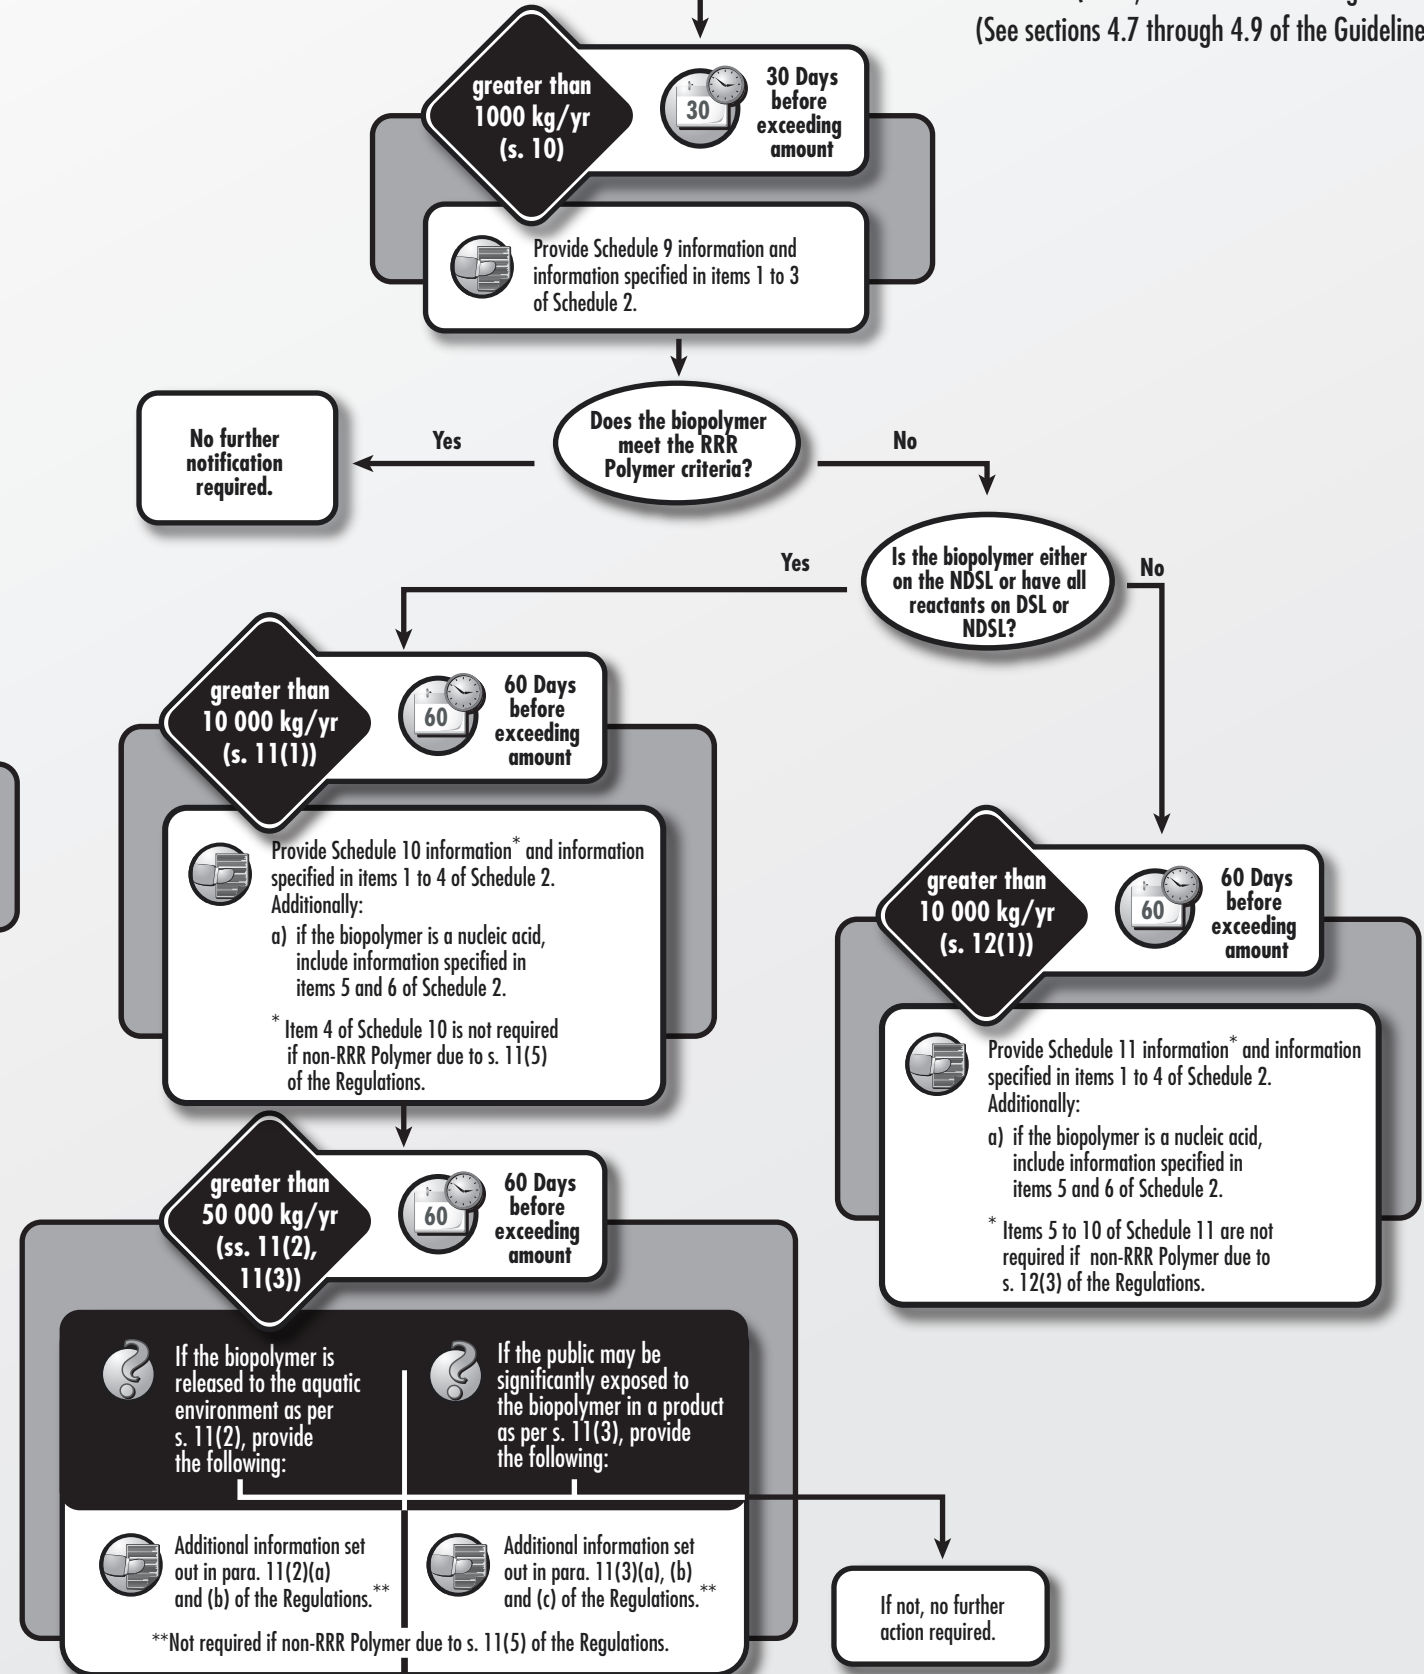 (See sections 4.7 through 4.9 of the Guideline
greater than
1000 kg/yr
(s. 10)
30
30 Days
before
exceeding
amount
Provide Schedule 9 information and
information specified in items 1 to 3
of Schedule 2.
Does the biopolymer
meet the RRR
Polymer criteria?
Yes
No
No further
notification
required.
Is the biopolymer either
on the NDSL or have all
reactants on DSL or
NDSL?
Yes
No
greater than
10 000 kg/yr
(s. 11(1))
60
60 Days
before
exceeding
amount
Provide Schedule 10 information* and information
specified in items 1 to 4 of Schedule 2.
Additionally:
a) if the biopolymer is a nucleic acid,
include information specified in
items 5 and 6 of Schedule 2.
* Item 4 of Schedule 10 is not required
if non-RRR Polymer due to s. 11(5)
of the Regulations.
greater than
10 000 kg/yr
(s. 12(1))
60
60 Days
before
exceeding
amount
Provide Schedule 11 information* and information
specified in items 1 to 4 of Schedule 2.
Additionally:
a) if the biopolymer is a nucleic acid,
include information specified in
items 5 and 6 of Schedule 2.
* Items 5 to 10 of Schedule 11 are not
required if non-RRR Polymer due to
s. 12(3) of the Regulations.
greater than
50 000 kg/yr
(ss. 11(2),
11(3))
60
60 Days
before
exceeding
amount
If the biopolymer is
released to the aquatic
environment as per
s. 11(2), provide
the following:
If the public may be
significantly exposed to
the biopolymer in a product
as per s. 11(3), provide
the following:
Additional information set
out in para. 11(2)(a)
and (b) of the Regulations.**
Additional information set
out in para. 11(3)(a), (b)
and (c) of the Regulations.**
**Not required if non-RRR Polymer due to s. 11(5) of the Regulations.
If not, no further
action required.